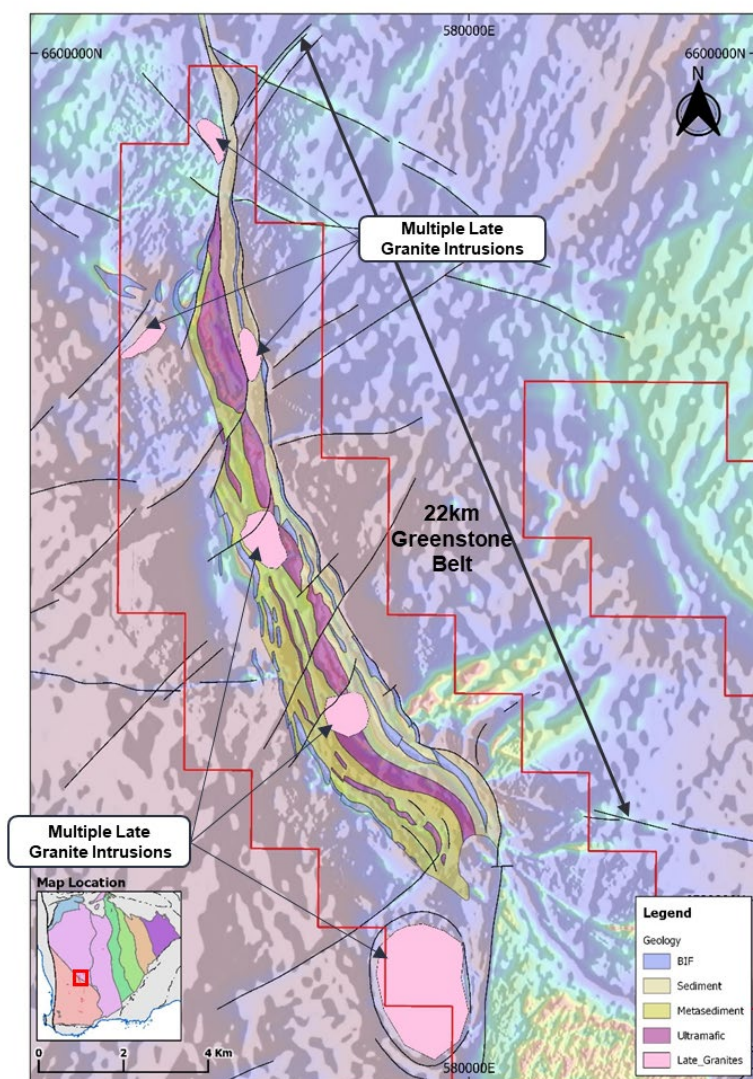 580000E
6600000N
6600000N
N
Multiple Late
Granite Intrusions
22km
Greenstone
Belt
Multiple Late
Granite Intrusions
Map Location
0
2
4 Km
580000E
Legend
Geology
BIF
Sediment
Metasediment
Ultramafic
Late_Granites